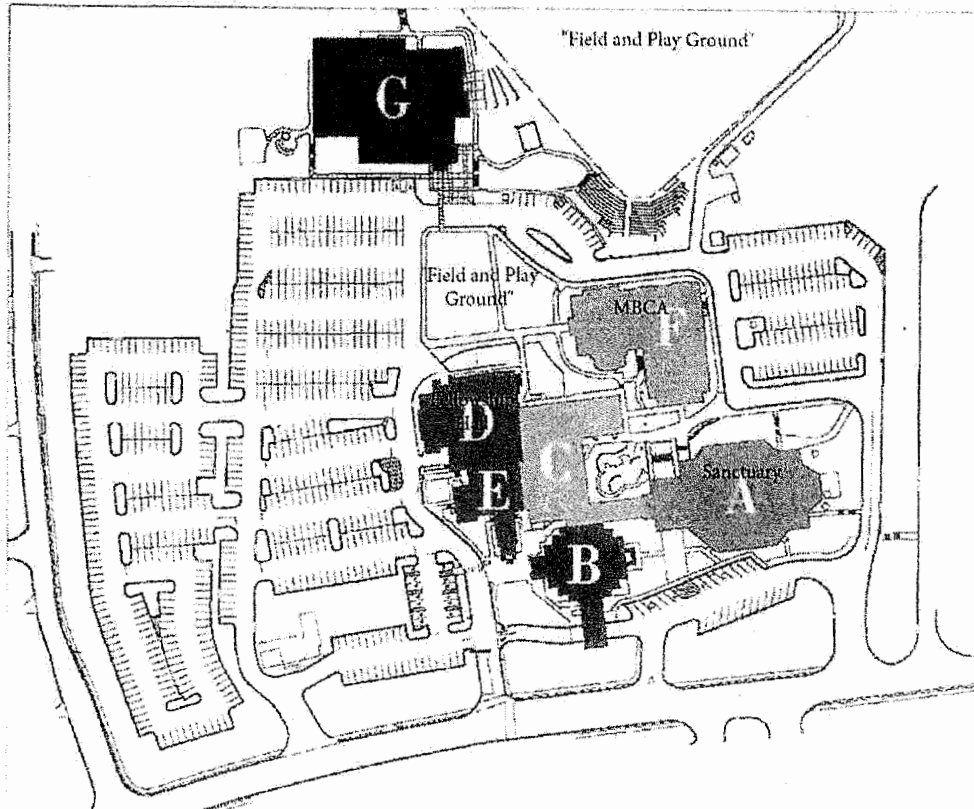 "Field and Play Ground"
G
"Field and Play
Ground"
MBCA
F
D
C
Sanctuary
E
A
B